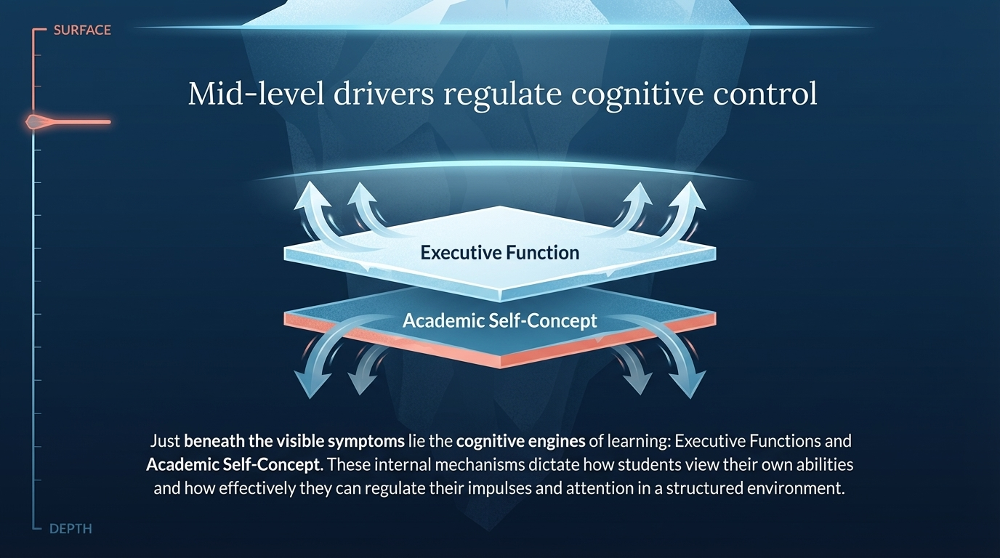 SURFACE
Mid-level drivers regulate cognitive control
Executive Function
Academic Self-Concept
Just beneath the visible symptoms lie the cognitive engines of learning: Executive Functions and
Academic Self-Concept. These internal mechanisms dictate how students view their own abilities
and how effectively they can regulate their impulses and attention in a structured environment.
DEPTH